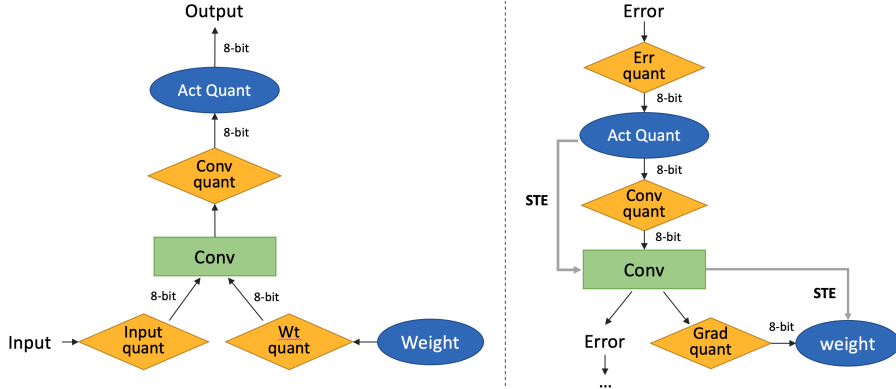 Output
8-bit
Act Quant
8-bit
Conv
quant
Conv
8-bit
8-bit
Input
Input
quant
Wt
quant
Weight
Error
Err
quant
8-bit
Act Quant
8-bit
STE
Conv
quant
8-bit
Conv
STE
Error
Grad
quant
8-bit
weight
...